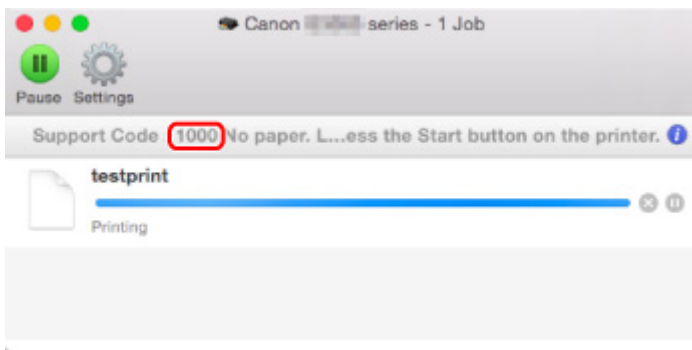 Canon series - 1 Job
Pause Settings
Support Code 1000 No paper. L...ess the Start button on the printer.
testprint
Printing